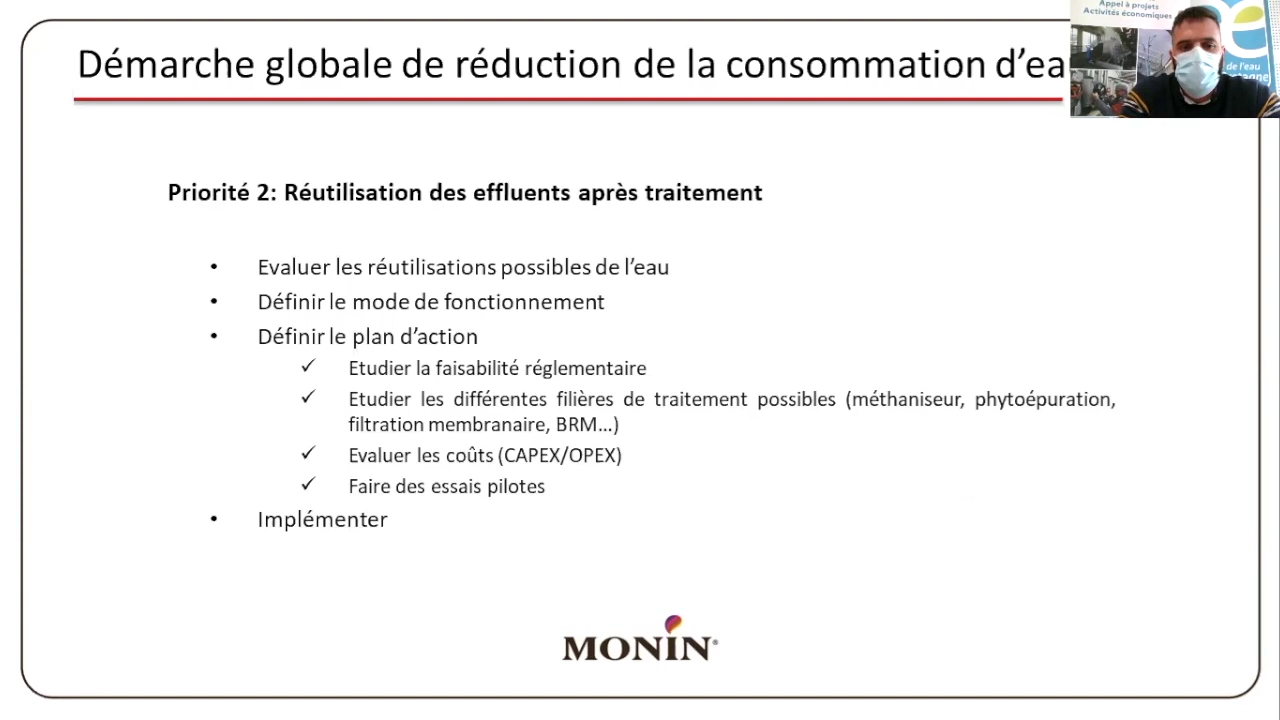 Démarche globale de réduction de la consommation d’ea
Appel à projets
Activités économiques
de l'eau
Priorité 2: Réutilisation des effluents après traitement
• Evaluer les réutilisations possibles de l’eau
• Définir le mode de fonctionnement
• Définir le plan d’action
✓ Etudier la faisabilité réglementaire
✓ Etudier les différentes filières de traitement possibles (méthaniseur, phytoépuration,
filtration membranaire, BRM…)
✓ Evaluer les coûts (CAPEX/OPEX)
✓ Faire des essais pilotes
• Implémenter
MONIN®